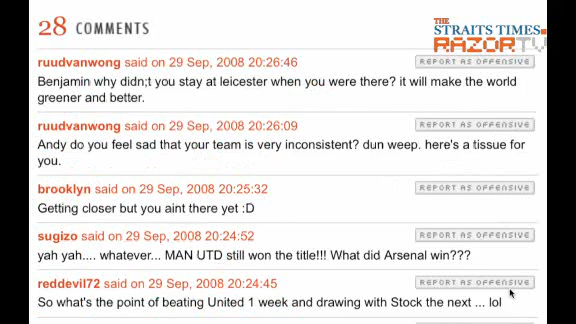 28 COMMENTS
THE
STRAITS TIMES
RAZORTV
ruudvanwong said on 29 Sep, 2008 20:26:46
REPORT AS OFFENSIVE
Benjamin why didn;t you stay at leicester when you were there? it will make the world
greener and better.
ruudvanwong said on 29 Sep, 2008 20:26:09
REPORT AS OFFENSIVE
Andy do you feel sad that your team is very inconsistent? dun weep. here's a tissue for
you.
brooklyn said on 29 Sep, 2008 20:25:32
REPORT AS OFFENSIVE
Getting closer but you aint there yet :D
sugizo said on 29 Sep, 2008 20:24:52
REPORT AS OFFENSIVE
yah yah.... whatever... MAN UTD still won the title!!! What did Arsenal win???
reddevil72 said on 29 Sep, 2008 20:24:45
REPORT AS OFFENSIVE
So what's the point of beating United 1 week and drawing with Stock the next ... lol